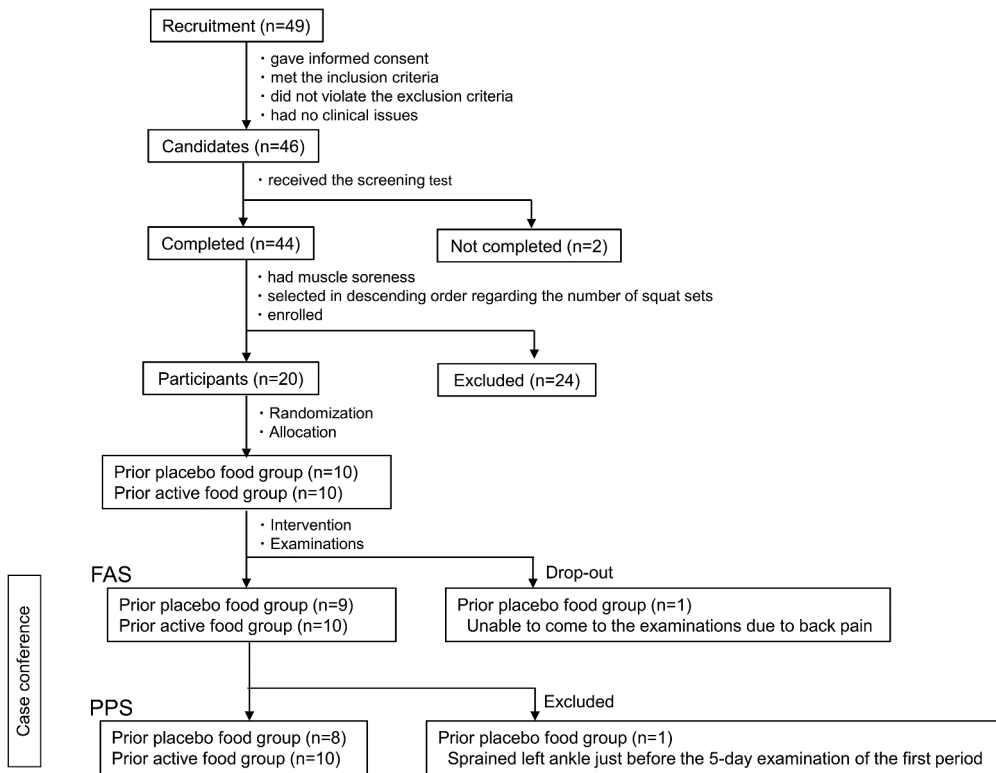 Recruitment (n=49)
・gave informed consent
・met the inclusion criteria
・did not violate the exclusion criteria
・had no clinical issues
Candidates (n=46)
・received the screening test
Completed (n=44)
Not completed (n=2)
・had muscle soreness
・selected in descending order regarding the number of squat sets
・enrolled
Participants (n=20)
Excluded (n=24)
・Randomization
・Allocation
Prior placebo food group (n=10)
Prior active food group (n=10)
・Intervention
・Examinations
Case conference
FAS
Drop-out
Prior placebo food group (n=9)
Prior active food group (n=10)
Prior placebo food group (n=1)
Unable to come to the examinations due to back pain
PPS
Excluded
Prior placebo food group (n=8)
Prior active food group (n=10)
Prior placebo food group (n=1)
Sprained left ankle just before the 5-day examination of the first period